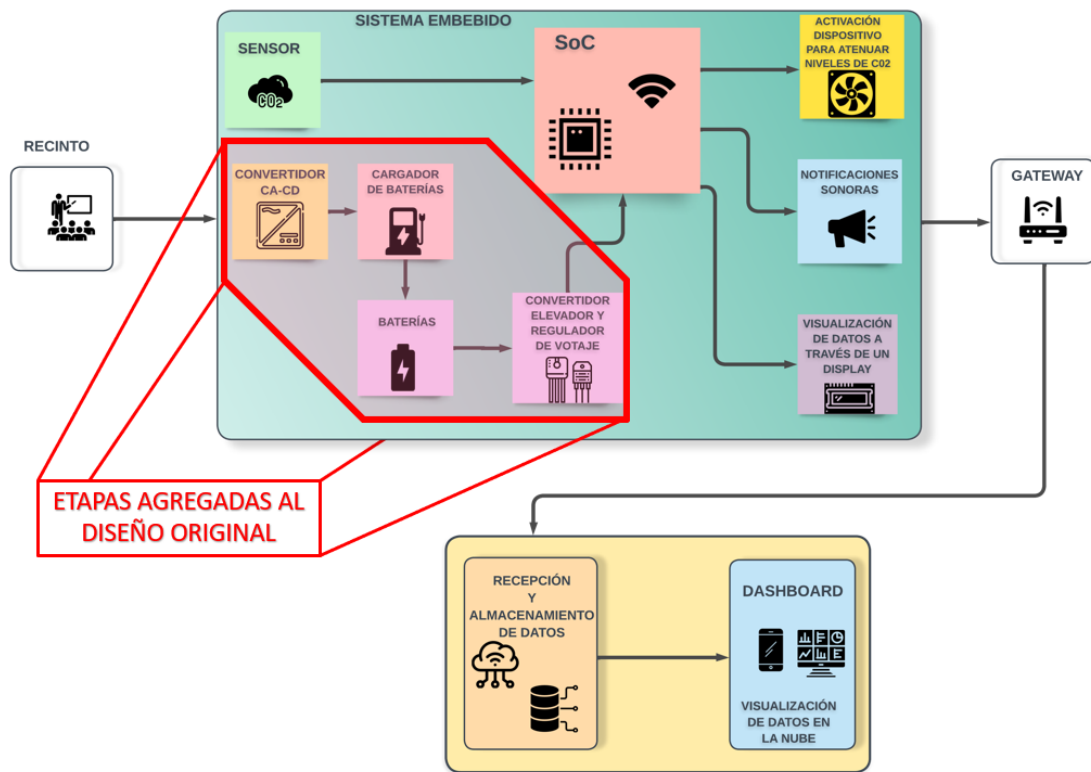 SISTEMA EMBEBIDO
SENSOR
CO2
SoC
ACTIVACIÓN
DISPOSITIVO
PARA ATENUAR
NIVELES DE C02
RECINTO
CONVERTIDOR
CA-CD
CARGADOR
DE BATERÍAS
NOTIFICACIONES
SONORAS
GATEWAY
BATERÍAS
CONVERTIDOR
ELEVADOR Y
REGULADOR
DE VOTAJE
VISUALIZACIÓN
DE DATOS A
TRAVÉS DE UN
DISPLAY
ETAPAS AGREGADAS AL
DISEÑO ORIGINAL
RECEPCIÓN
Y
ALMACENAMIENTO
DE DATOS
DASHBOARD
VISUALIZACIÓN
DE DATOS EN
LA NUBE